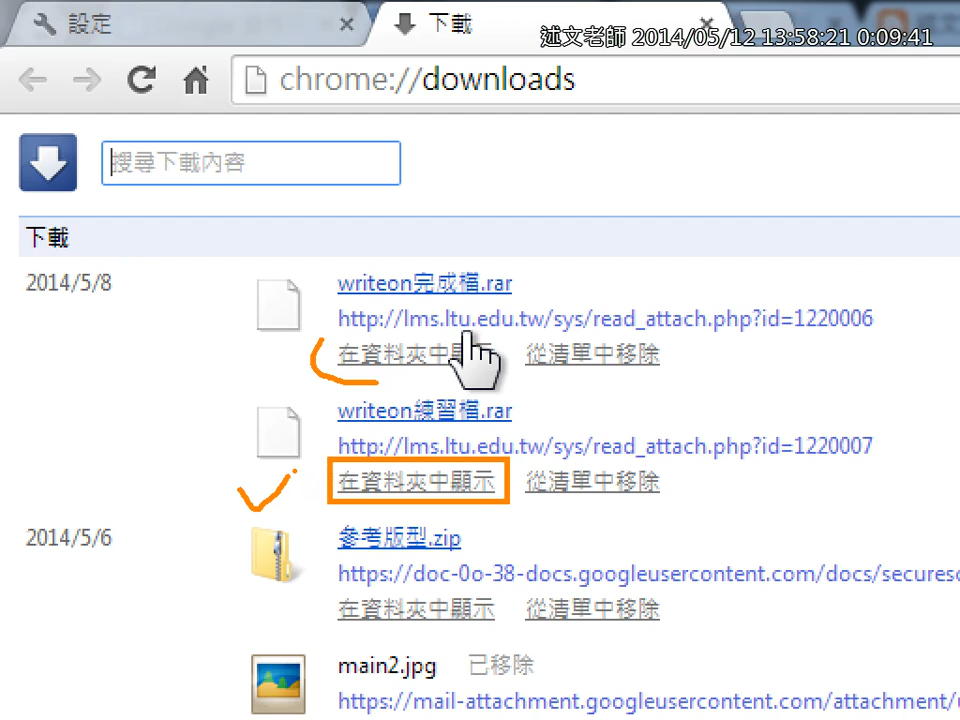 設定
下載
述文老師 2014/05/12 13:58:21 0:09:41
chrome://downloads
搜尋下載內容
下載
2014/5/8
writeon完成檔.rar
http://lms.ltu.edu.tw/sys/read_attach.php?id=1220006
在資料夾中
從清單中移除
writeon練習檔.rar
http://lms.ltu.edu.tw/sys/read_attach.php?id=1220007
在資料夾中顯示
從清單中移除
2014/5/6
參考版型.zip
https://doc-0o-38-docs.googleusercontent.com/docs/securesc
在資料夾中顯示
從清單中移除
main2.jpg
已移除
https://mail-attachment.googleusercontent.com/attachment/